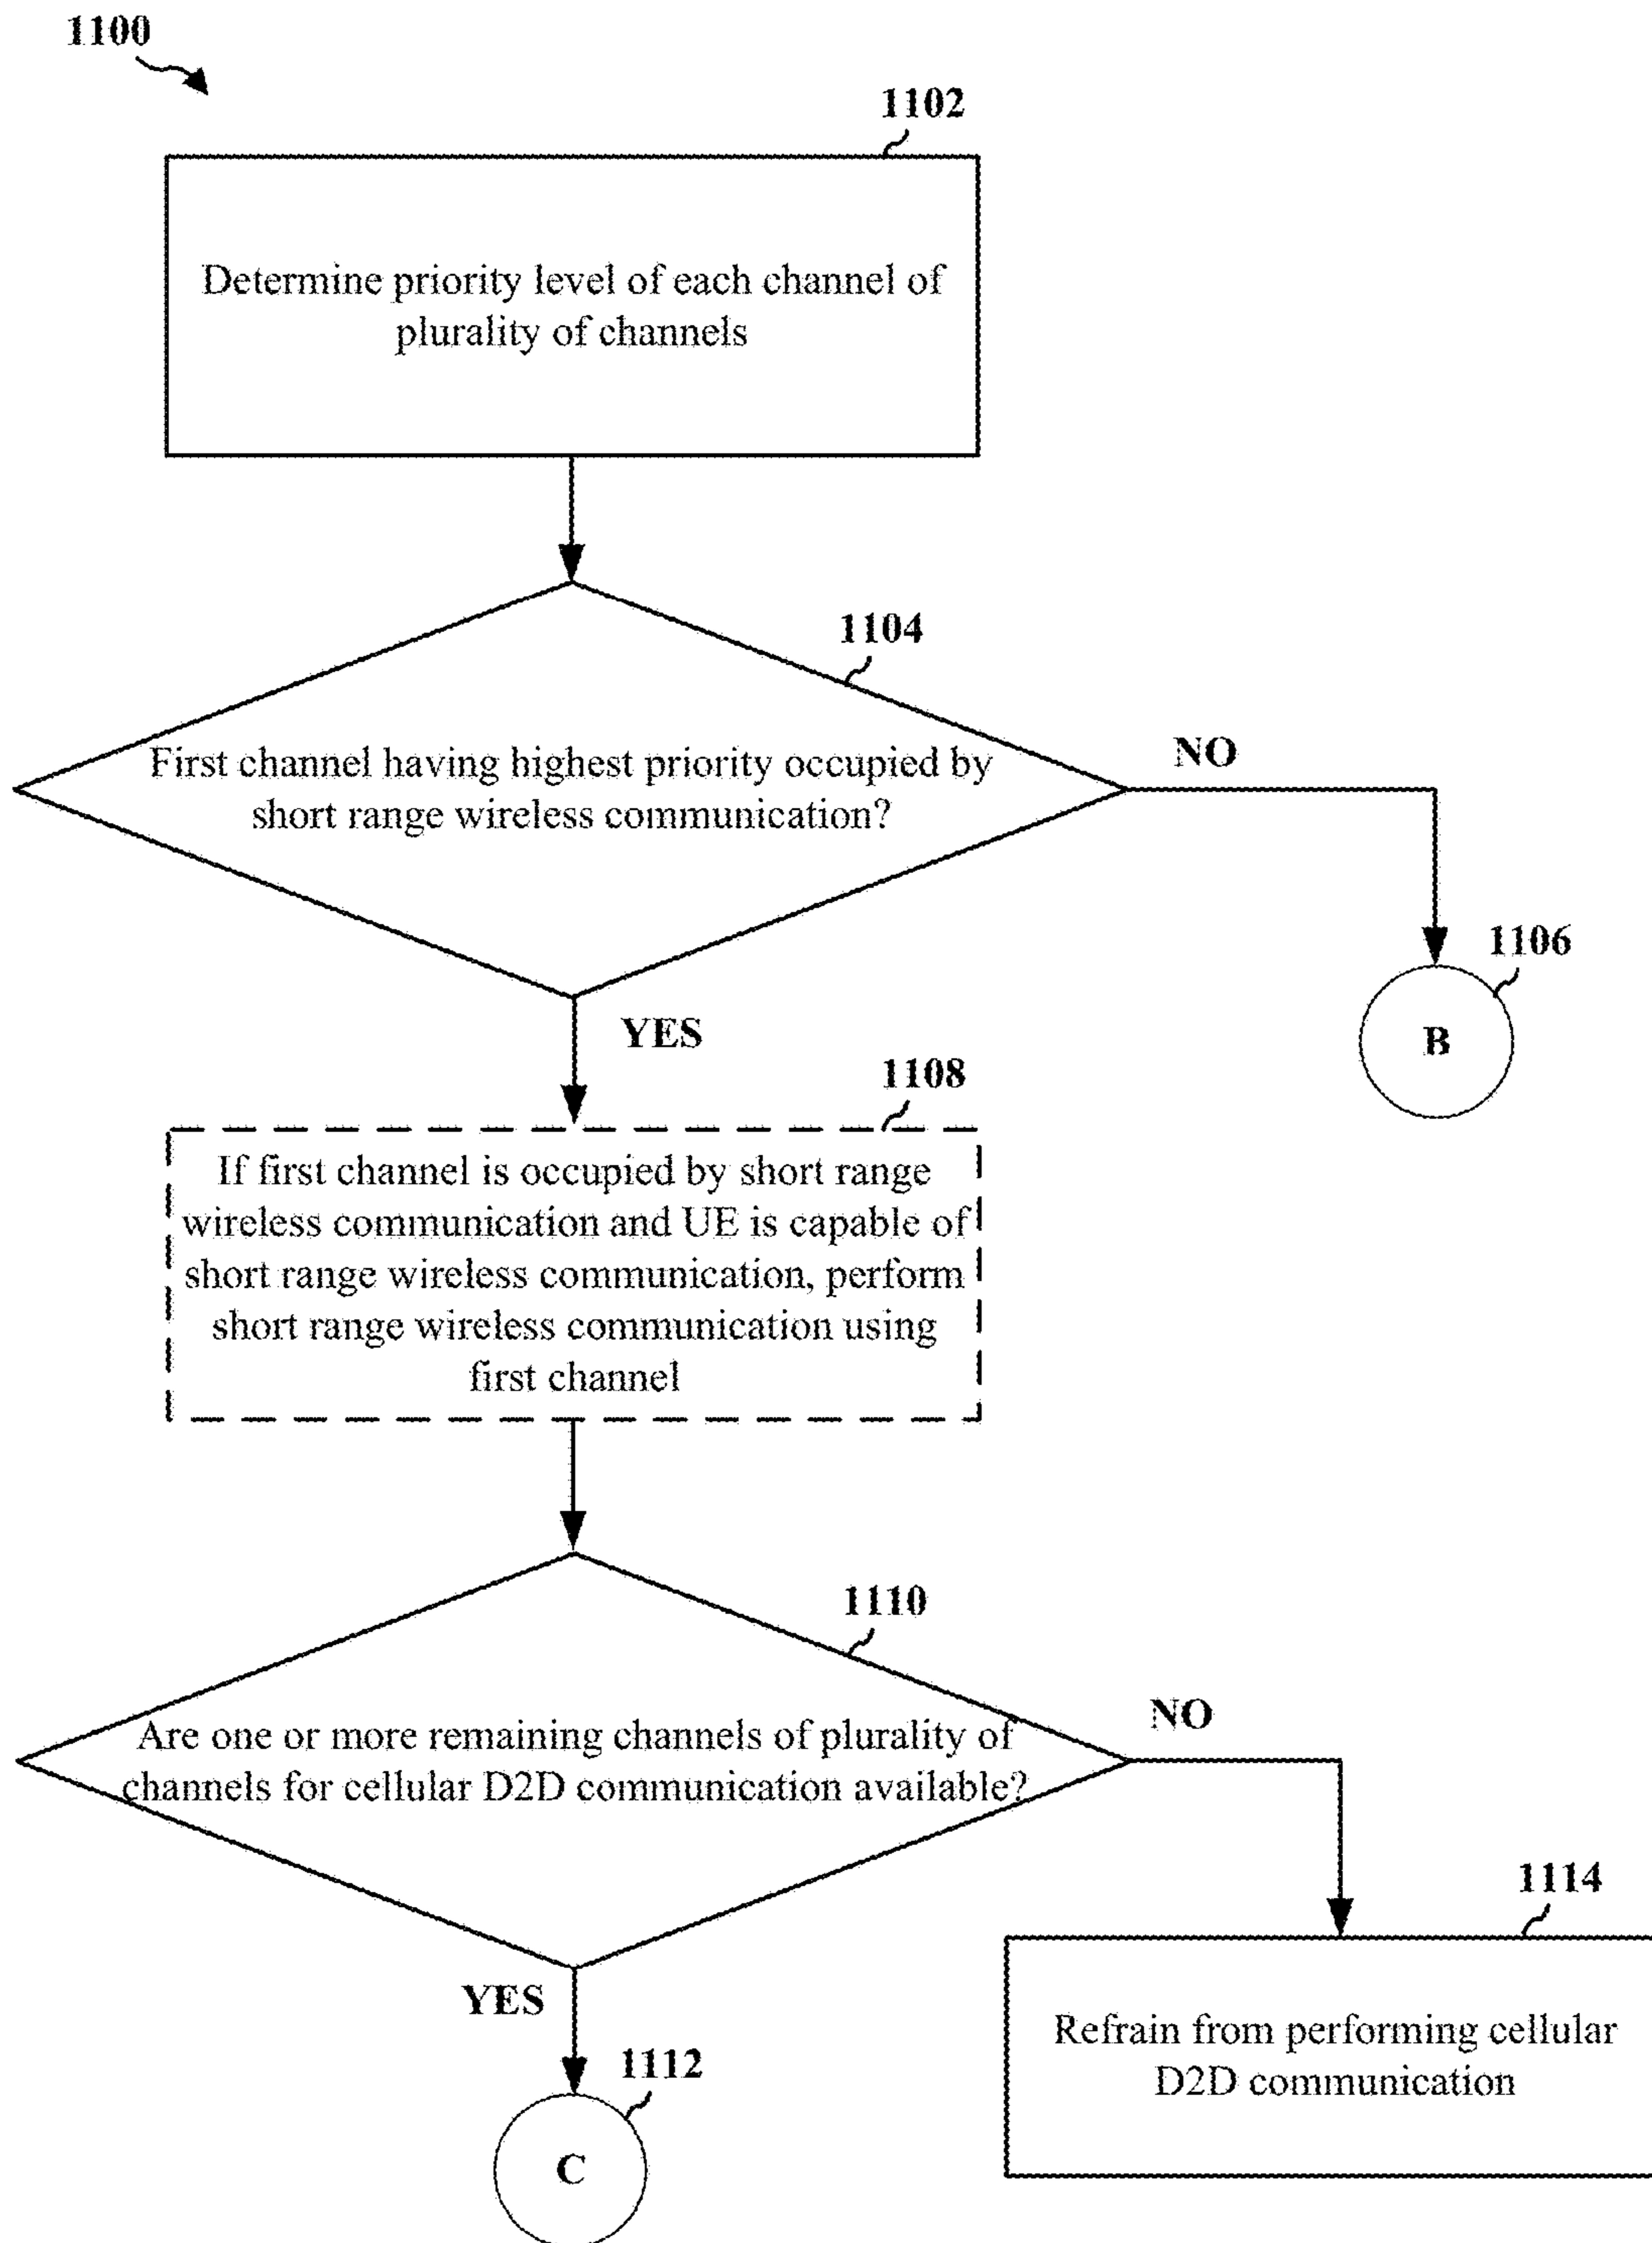 1100
1102
Determine priority level of each channel of
plurality of channels
1104
First channel having highest priority occupied by
short range wireless communication?
NO
1106
B
YES
1108
If first channel is occupied by short range
wireless communication and UE is capable of
short range wireless communication, perform
short range wireless communication using
first channel
1110
Are one or more remaining channels of plurality of
channels for cellular D2D communication available?
NO
1114
Refrain from performing cellular
D2D communication
YES
1112
C